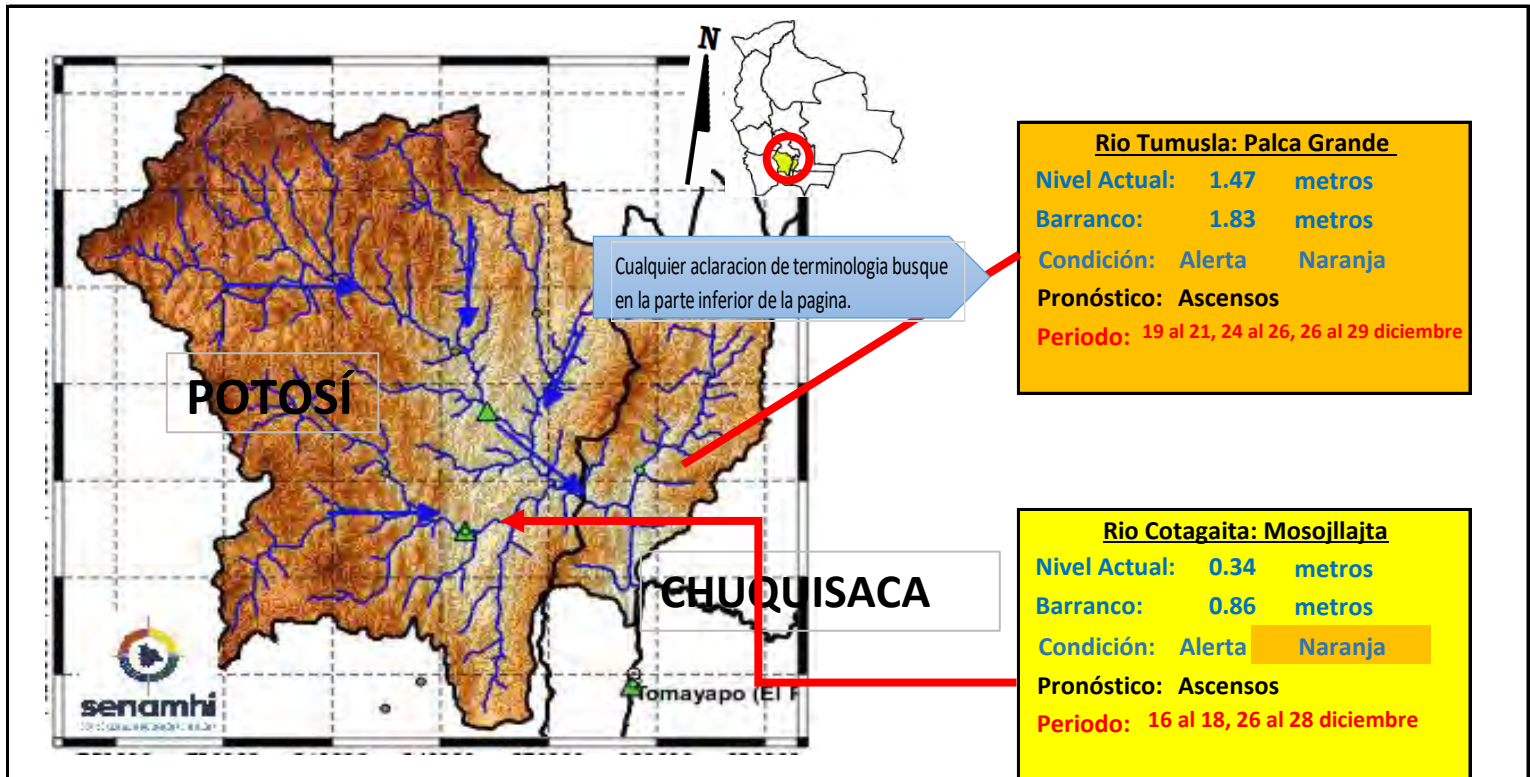 N
Cualquier aclaracion de terminologia busque
en la parte inferior de la pagina.
POTOSÍ
CHUQUISACA
Tomayapo (El
senamhi
Rio Tumusla: Palca Grande
Nivel Actual: 1.47 metros
Barranco: 1.83 metros
Condición: Alerta Naranja
Pronóstico: Ascensos
Periodo: 19 al 21, 24 al 26, 26 al 29 diciembre
Rio Cotagaita: Mosojllajta
Nivel Actual: 0.34 metros
Barranco: 0.86 metros
Condición: Alerta Naranja
Pronóstico: Ascensos
Periodo: 16 al 18, 26 al 28 diciembre